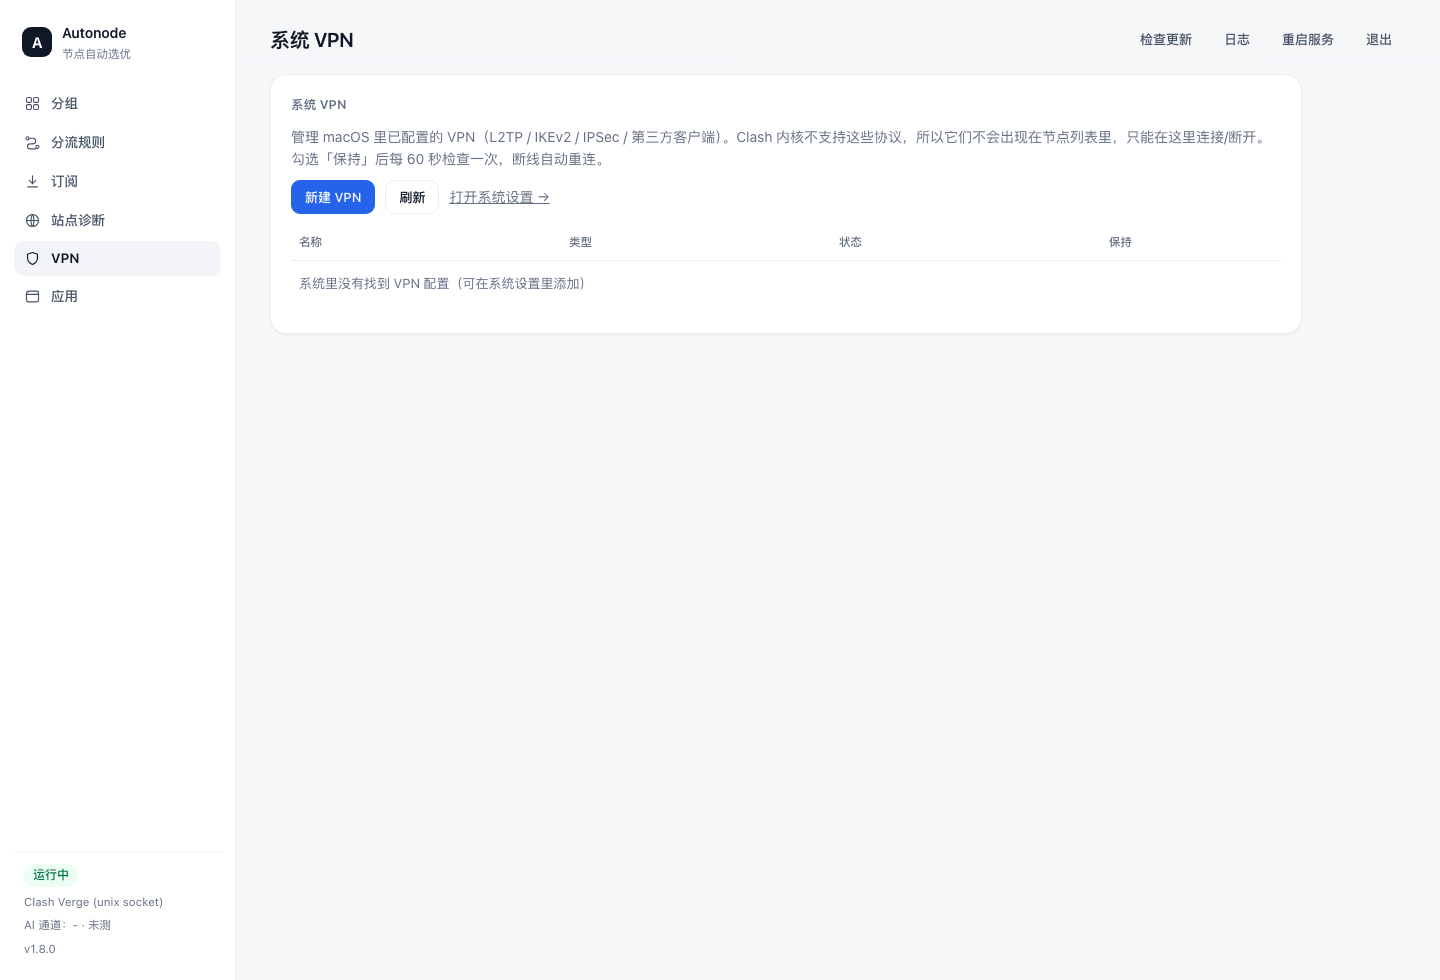 A
Autonode
节点自动选优
分组
分流规则
订阅
站点诊断
VPN
应用
运行中
Clash Verge (unix socket)
AI 通道：- · 未测
v1.8.0
系统 VPN
检查更新
日志
重启服务
退出
系统 VPN
管理 macOS 里已配置的 VPN（L2TP / IKEv2 / IPSec / 第三方客户端）。Clash 内核不支持这些协议，所以它们不会出现在节点列表里，只能在这里连接/断开。
勾选「保持」后每 60 秒检查一次，断线自动重连。
新建 VPN
刷新
打开系统设置 →
名称
类型
状态
保持
系统里没有找到 VPN 配置（可在系统设置里添加）